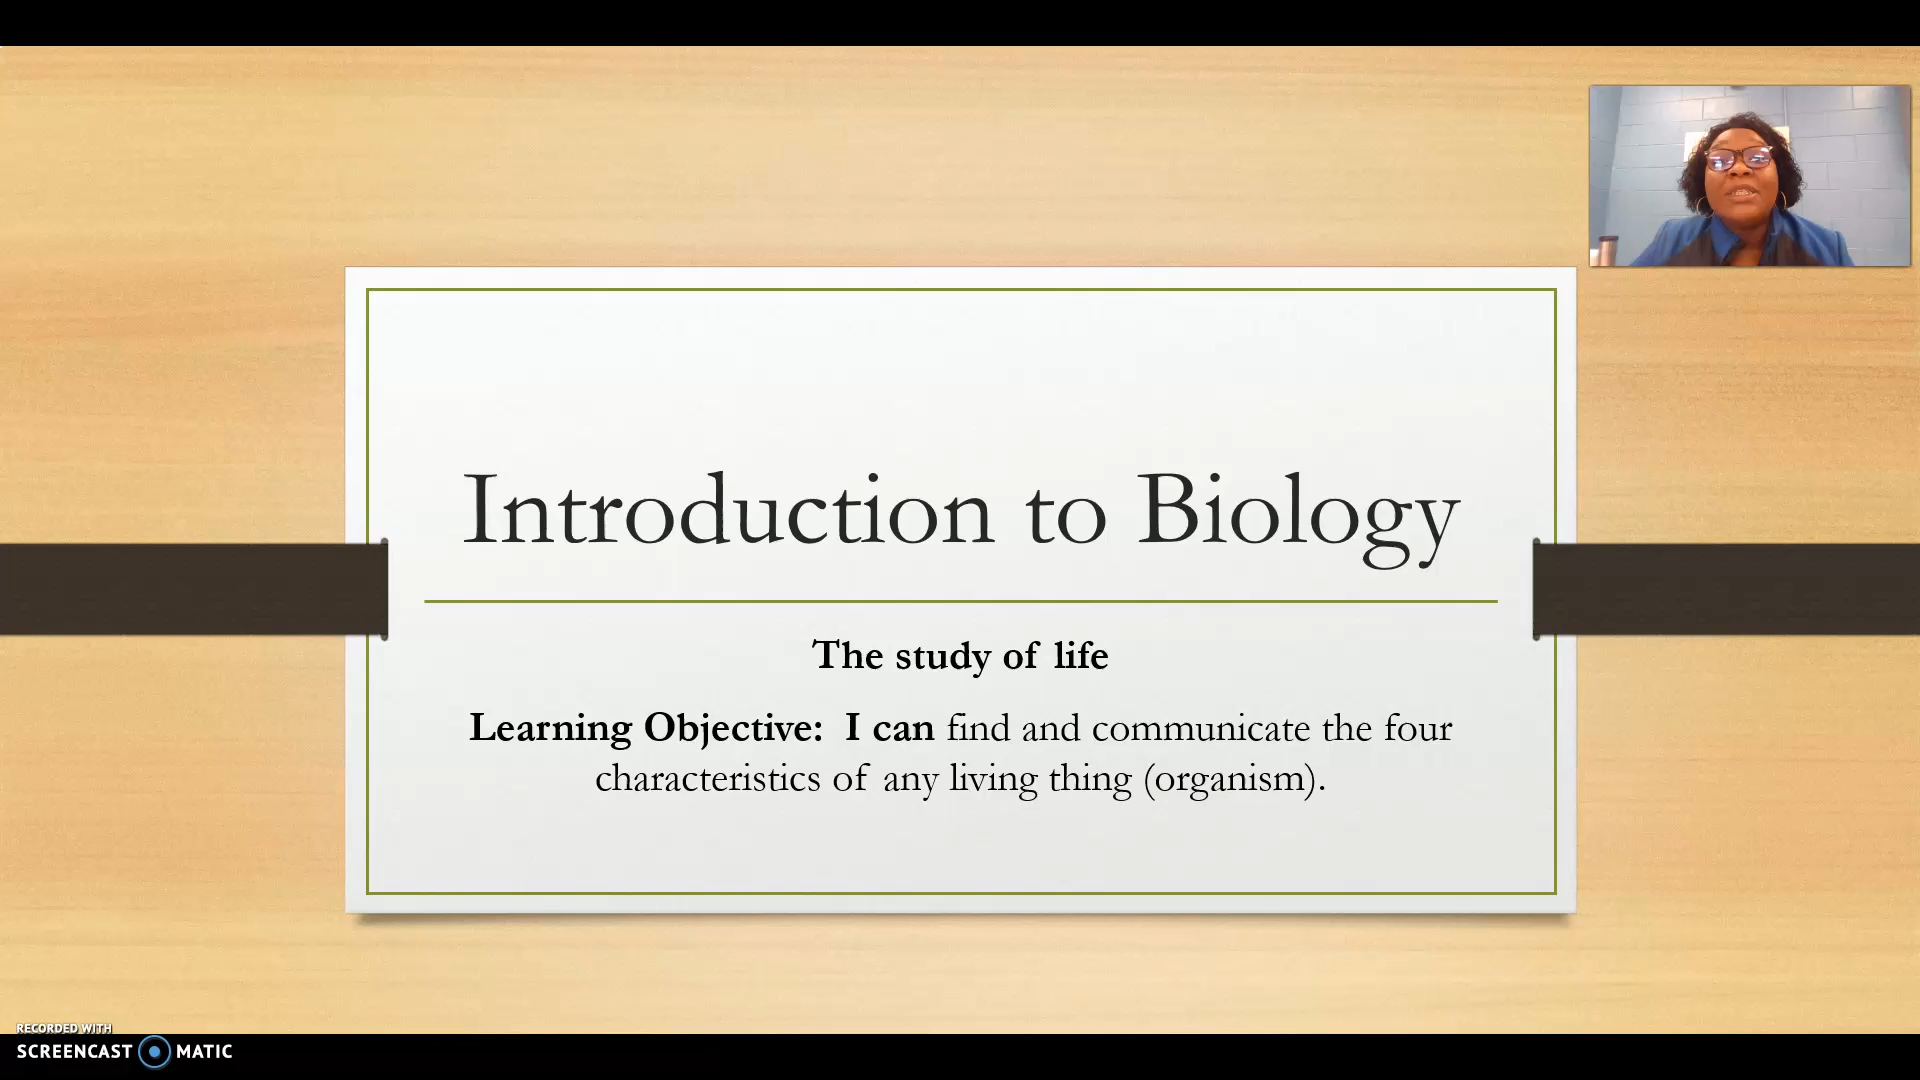 Introduction to Biology
The study of life
Learning Objective: I can find and communicate the four
characteristics of any living thing (organism).
RECORDED WITH
SCREENCAST MATIC